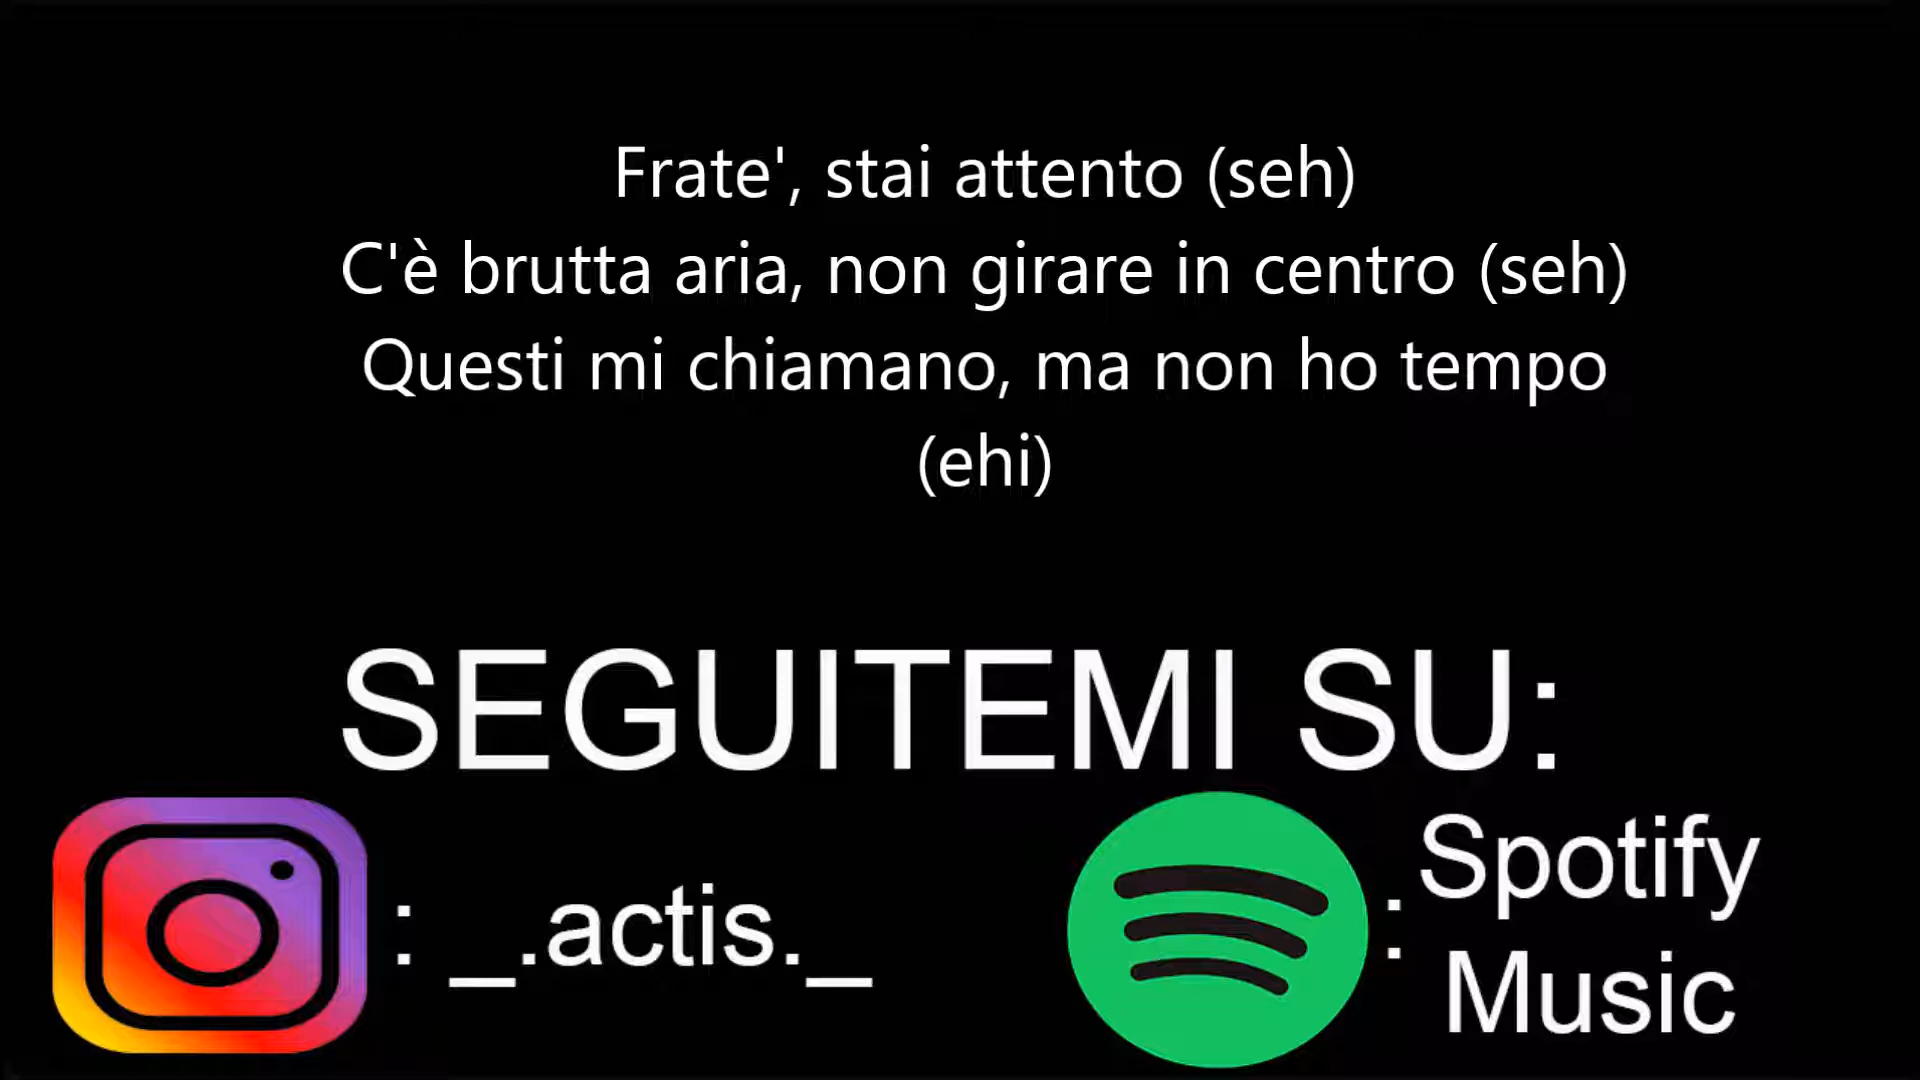 Frate', stai attento (seh)
C'è brutta aria, non girare in centro (seh)
Questi mi chiamano, ma non ho tempo
(ehi)
SEGUITEMI SU:
: _.actis._
: Spotify
Music